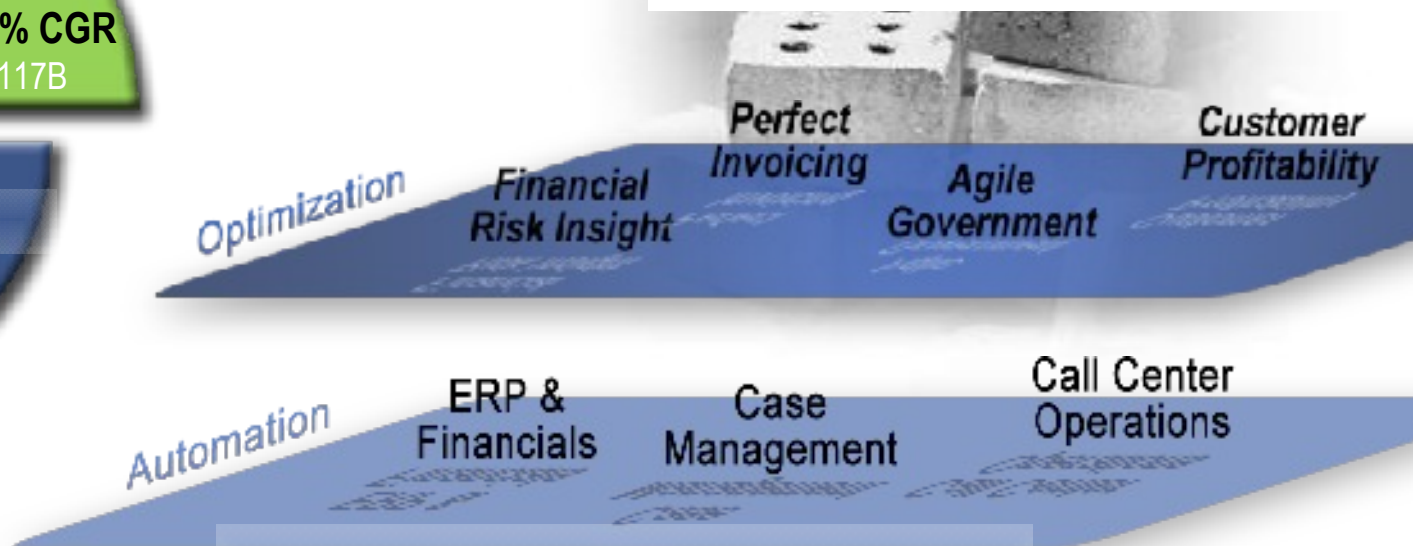 % CGR
117B
Optimization
Financial
Risk Insight
Perfect
Invoicing
Agile
Government
Customer
Profitability
Automation
ERP &
Financials
Case
Management
Call Center
Operations